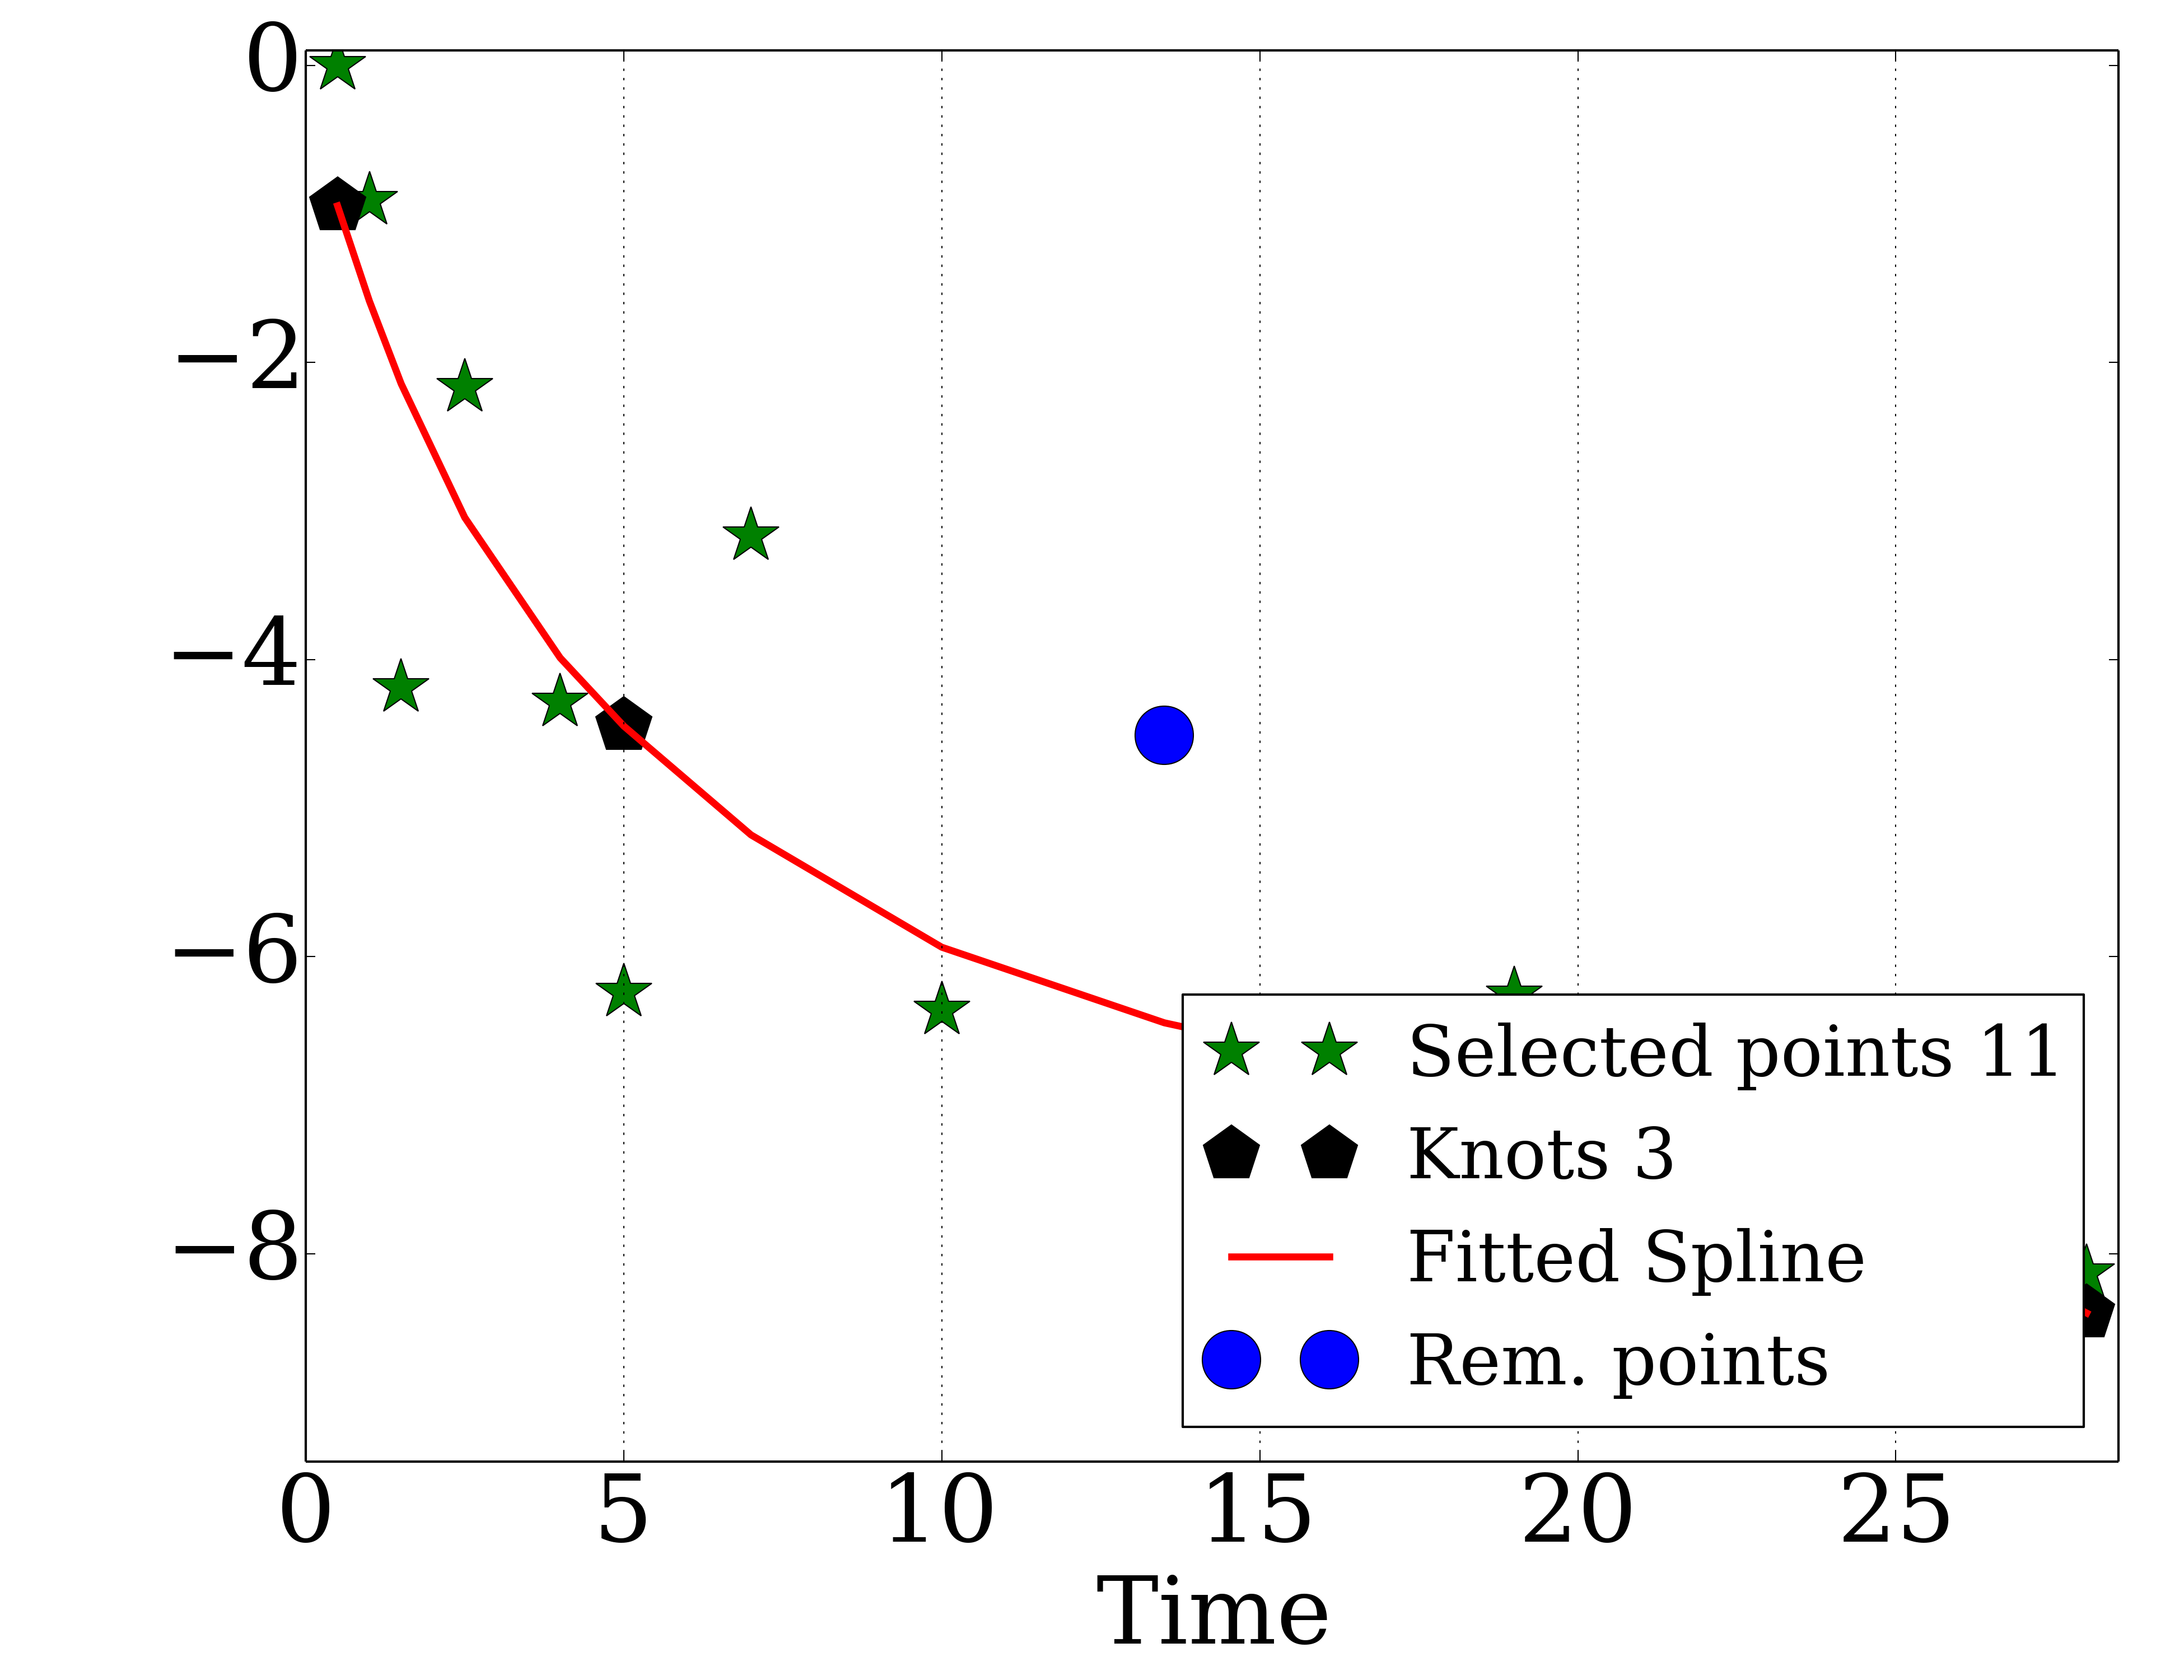 0
−2
−4
−6
−8
Selected points 11
Knots 3
Fitted Spline
Rem. points
0 5 10 15 20 25
Time